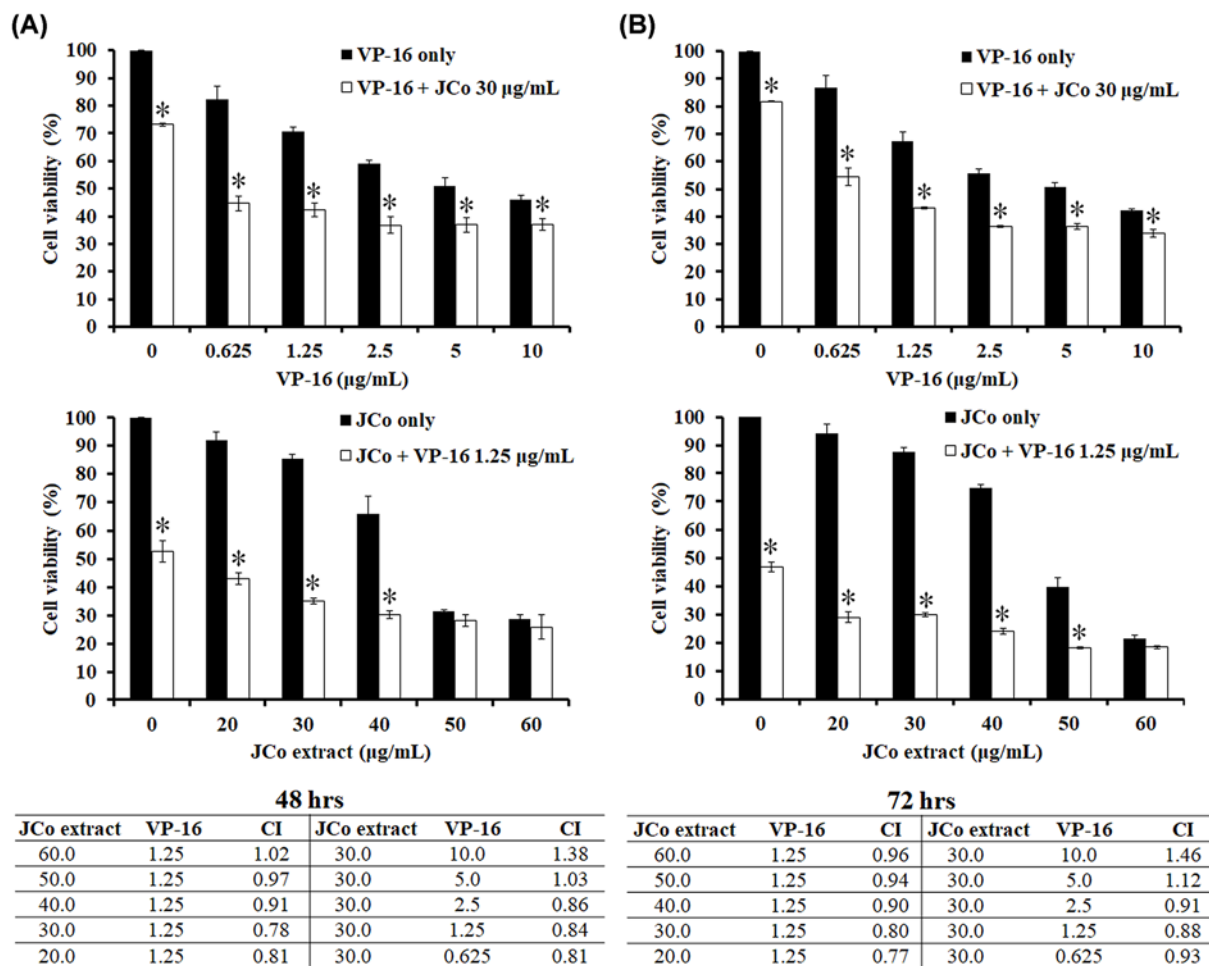 (A)
100
90
80
70
60
50
40
30
20
10
0
Cell viability (%)
VP-16 only
VP-16 + JCo 30 µg/mL
* * * * * *
0 0.625 1.25 2.5 5 10
VP-16 (µg/mL)
100
90
80
70
60
50
40
30
20
10
0
Cell viability (%)
JCo only
JCo + VP-16 1.25 µg/mL
* * * *
0 20 30 40 50 60
JCo extract (µg/mL)
48 hrs
JCo extract VP-16 CI JCo extract VP-16 CI
60.0 1.25 1.02 30.0 10.0 1.38
50.0 1.25 0.97 30.0 5.0 1.03
40.0 1.25 0.91 30.0 2.5 0.86
30.0 1.25 0.78 30.0 1.25 0.84
20.0 1.25 0.81 30.0 0.625 0.81
(B)
100
90
80
70
60
50
40
30
20
10
0
Cell viability (%)
VP-16 only
VP-16 + JCo 30 µg/mL
* * * * * *
0 0.625 1.25 2.5 5 10
VP-16 (µg/mL)
100
90
80
70
60
50
40
30
20
10
0
Cell viability (%)
JCo only
JCo + VP-16 1.25 µg/mL
* * * * *
0 20 30 40 50 60
JCo extract (µg/mL)
72 hrs
JCo extract VP-16 CI JCo extract VP-16 CI
60.0 1.25 0.96 30.0 10.0 1.46
50.0 1.25 0.94 30.0 5.0 1.12
40.0 1.25 0.90 30.0 2.5 0.91
30.0 1.25 0.80 30.0 1.25 0.88
20.0 1.25 0.77 30.0 0.625 0.93